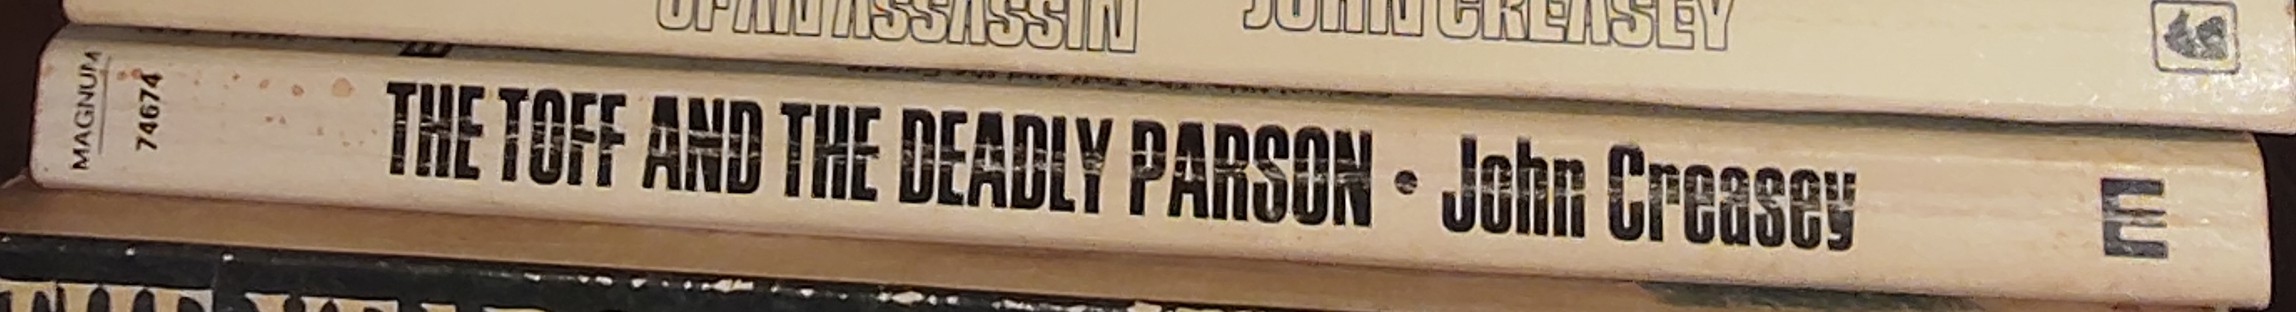 OF AN ASSASSIN JOHN CREASEY
MAGNUM
74674
THE TOFF AND THE DEADLY PARSON • John Creasey
E